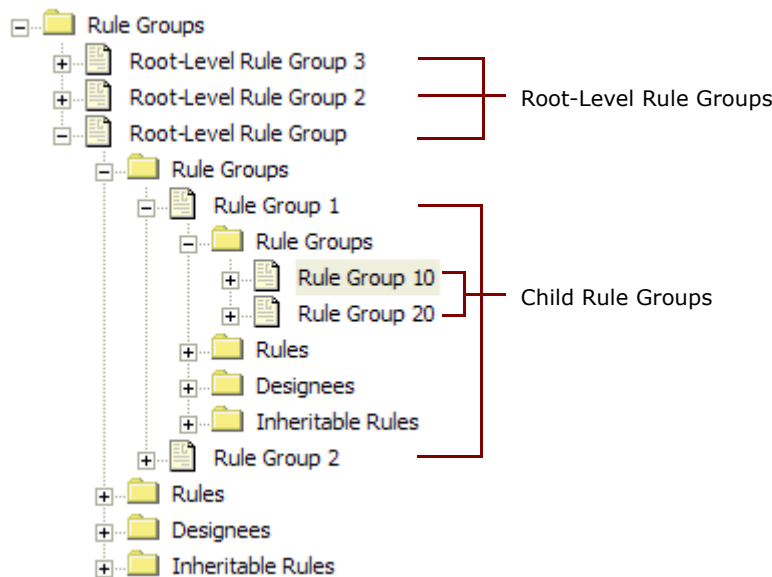 Rule Groups
Root-Level Rule Group 3
Root-Level Rule Group 2
Root-Level Rule Groups
Root-Level Rule Group
Rule Groups
Rule Group 1
Rule Groups
Rule Group 10
Child Rule Groups
Rule Group 20
Rules
Designees
Inheritable Rules
Rule Group 2
Rules
Designees
Inheritable Rules